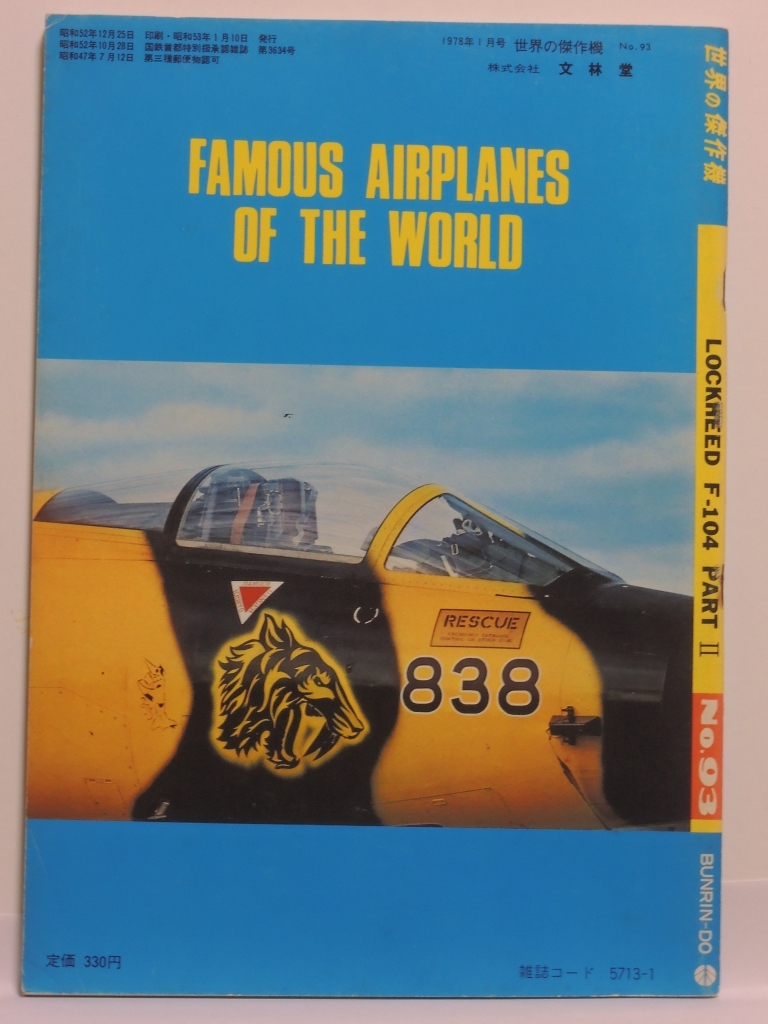 昭和52年12月25日　印刷・昭和53年1月10日　発行
昭和52年10月28日　国鉄首都特別扱承認雑誌　第3634号
昭和47年7月12日　第三種郵便物認可
1978年1月号 世界の傑作機 No.93
株式会社 文林堂
FAMOUS AIRPLANES
OF THE WORLD
RESCUE
838
定価 330円
雑誌コード 5713-1
世界の傑作機
LOCKHEED F-104 PART II
No.93
BUNRIN-DO